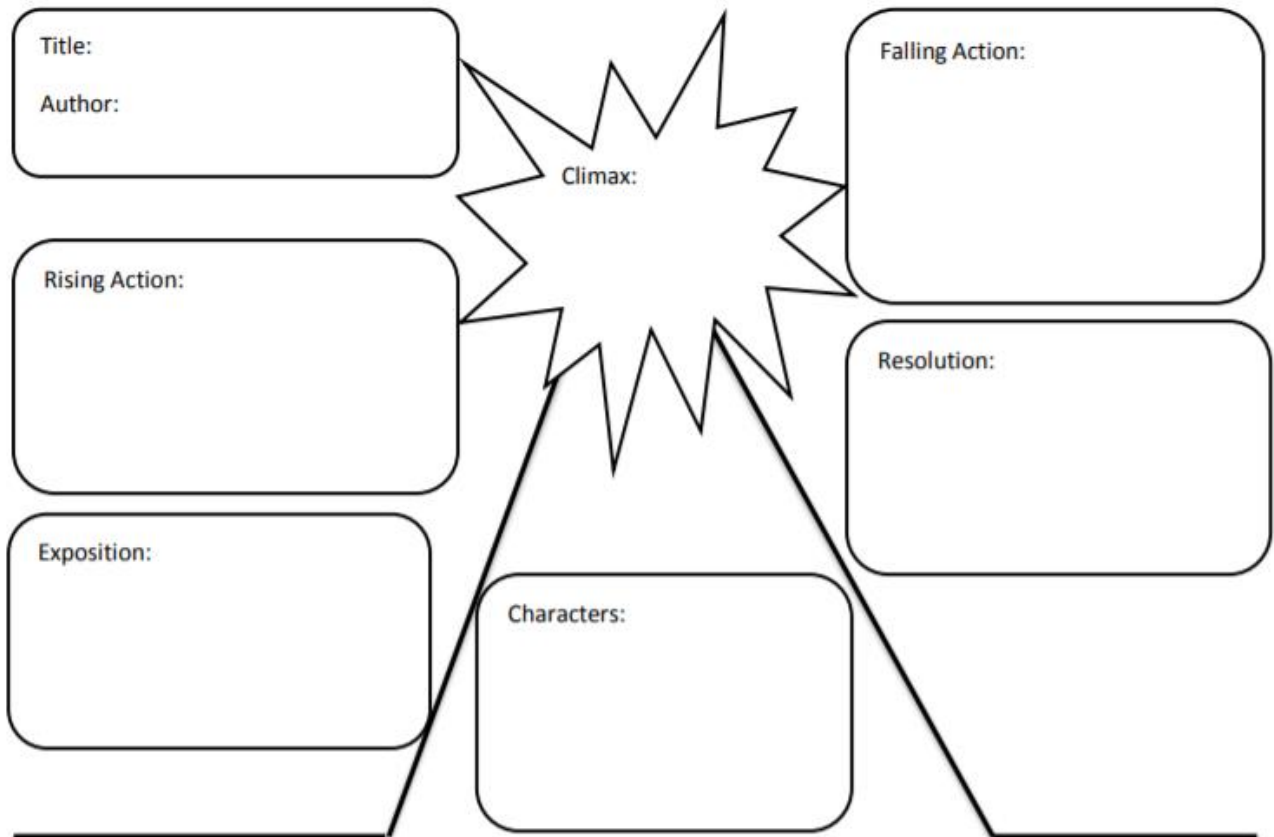 Title:
Author:
Climax:
Falling Action:
Rising Action:
Resolution:
Exposition:
Characters: